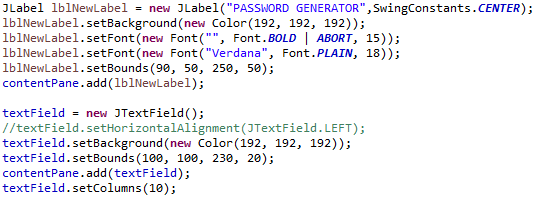 JLabel lblNewLabel = new JLabel("PASSWORD GENERATOR",SwingConstants.CENTER);
lblNewLabel.setBackground(new Color(192, 192, 192));
lblNewLabel.setFont(new Font("", Font.BOLD | ABORT, 15));
lblNewLabel.setFont(new Font("Verdana", Font.PLAIN, 18));
lblNewLabel.setBounds(90, 50, 250, 50);
contentPane.add(lblNewLabel);

textField = new JTextField();
//textField.setHorizontalAlignment(JTextField.LEFT);
textField.setBackground(new Color(192, 192, 192));
textField.setBounds(100, 100, 230, 20);
contentPane.add(textField);
textField.setColumns(10);